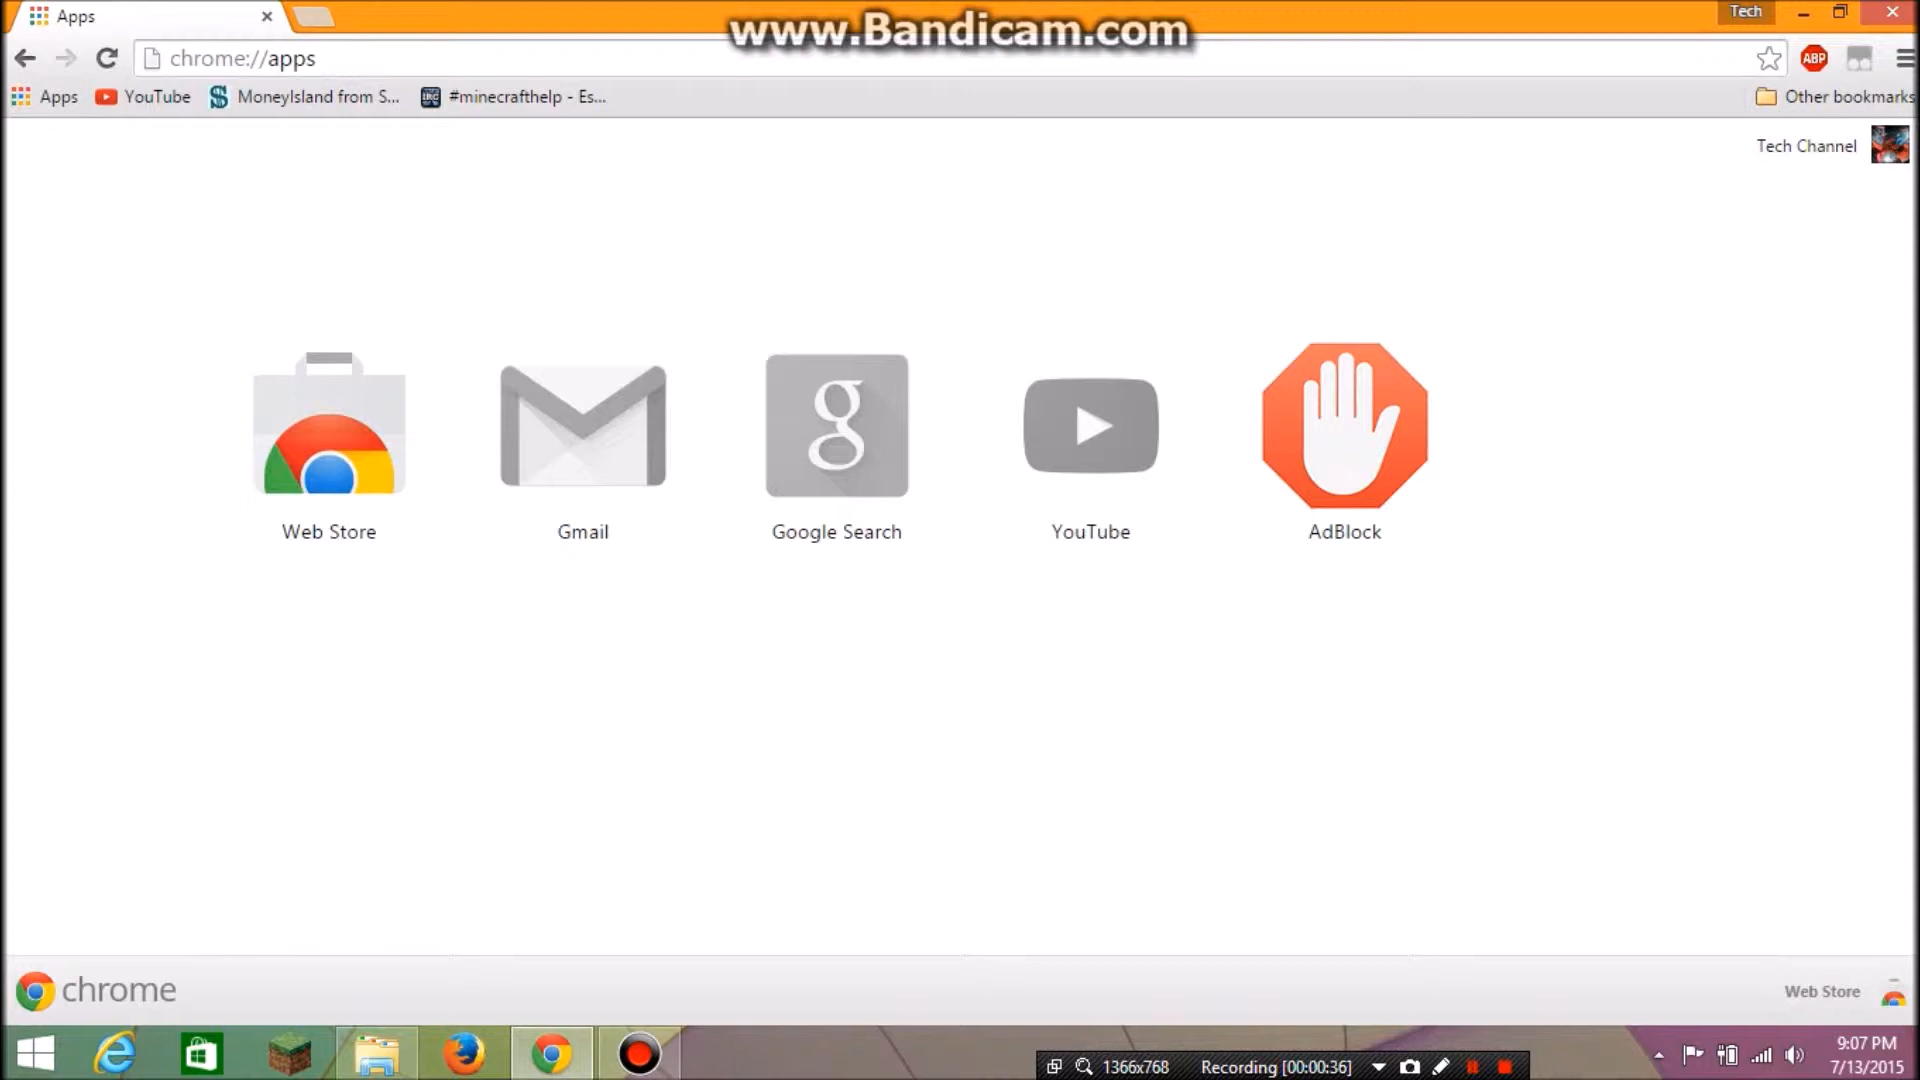 Apps
www.Bandicam.com
Tech
chrome://apps
ABP
Apps
YouTube
MoneyIsland from S...
IRC
#minecrafthelp - Es...
Other bookmarks
Tech Channel
Web Store
Gmail
g
Google Search
YouTube
AdBlock
chrome
Web Store
1366x768
Recording [00:00:36]
9:07 PM
7/13/2015